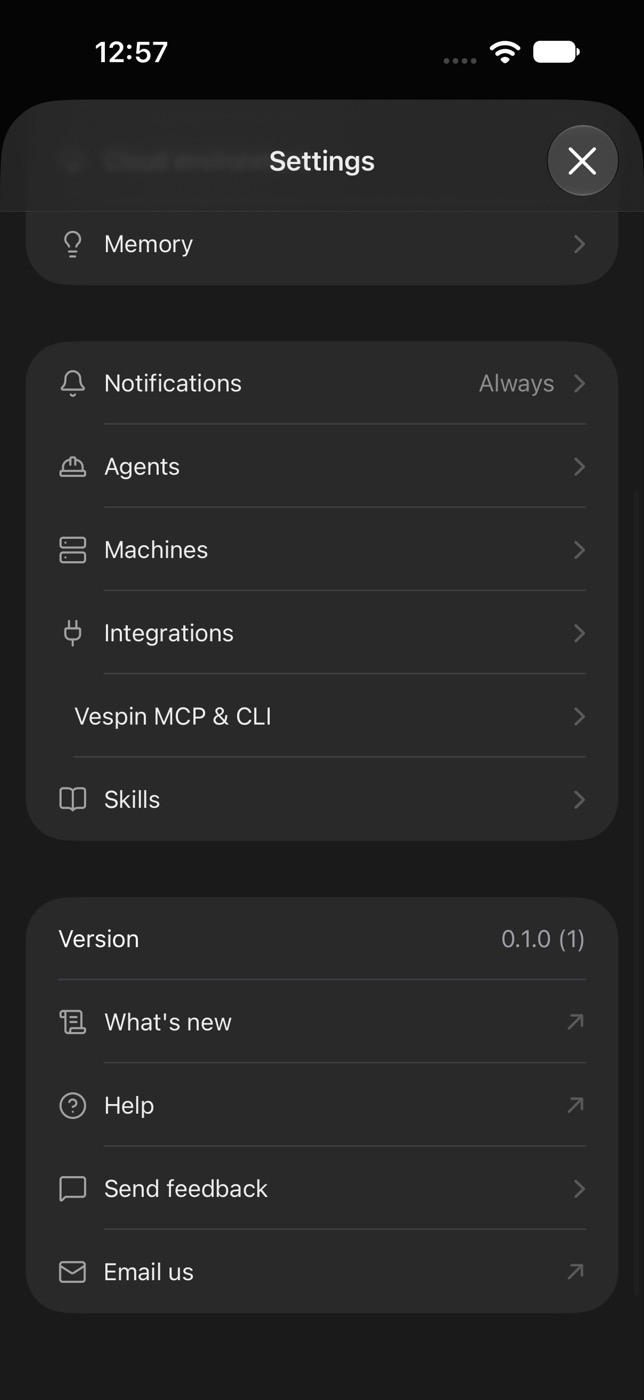 12:57
Settings
Memory
Notifications Always
Agents
Machines
Integrations
Vespin MCP & CLI
Skills
Version 0.1.0 (1)
What's new
Help
Send feedback
Email us